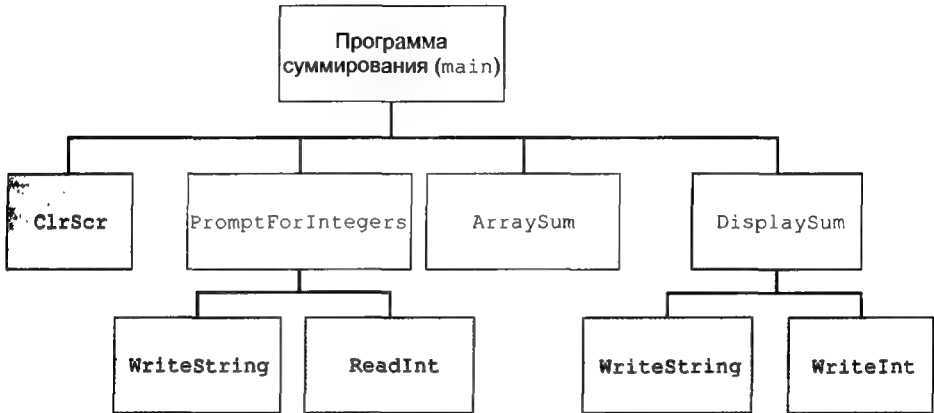 Программа
суммирования (main)
ClrScr
PromptForIntegers
ArraySum
DisplaySum
WriteString
ReadInt
WriteString
WriteInt